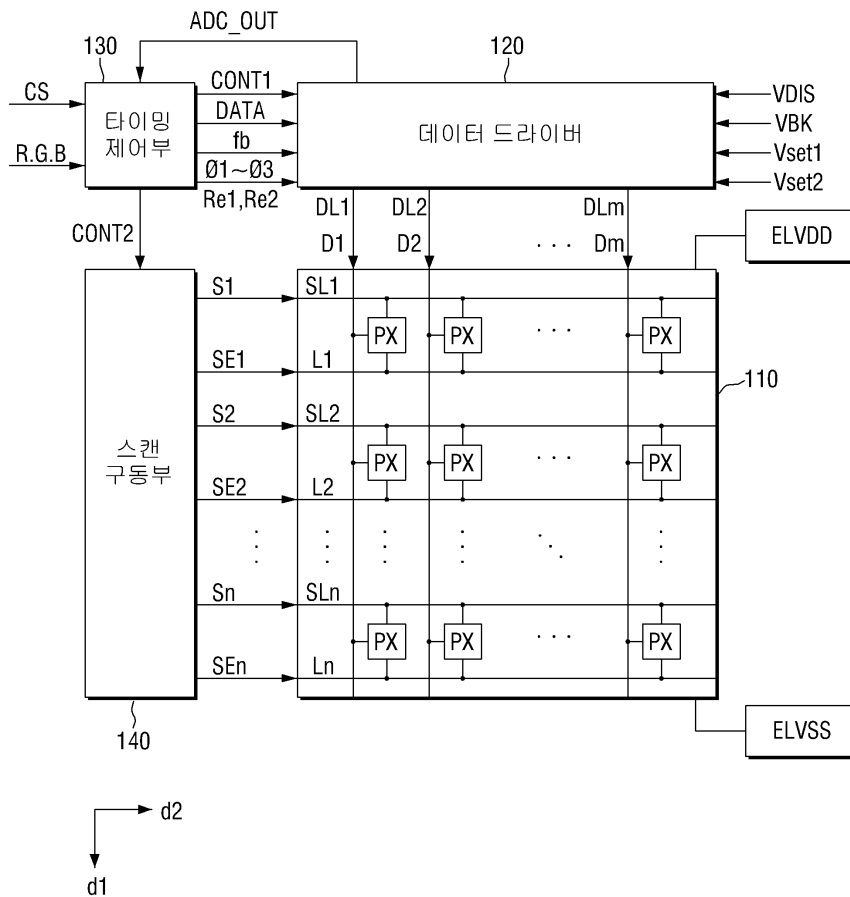 ADC_OUT
130
120
CS
R.G.B
타이밍
제어부
CONT1
DATA
fb
Ø1~Ø3
Re1,Re2
데이터 드라이버
VDIS
VBK
Vset1
Vset2
CONT2
DL1 DL2 DLm
D1 D2 · · · Dm
ELVDD
S1 SL1
PX PX · · · PX
SE1 L1
110
S2 SL2
스캔
구동부
PX PX · · · PX
SE2 L2
Sn SLn
PX PX · · · PX
SEn Ln
140
ELVSS
d2
d1